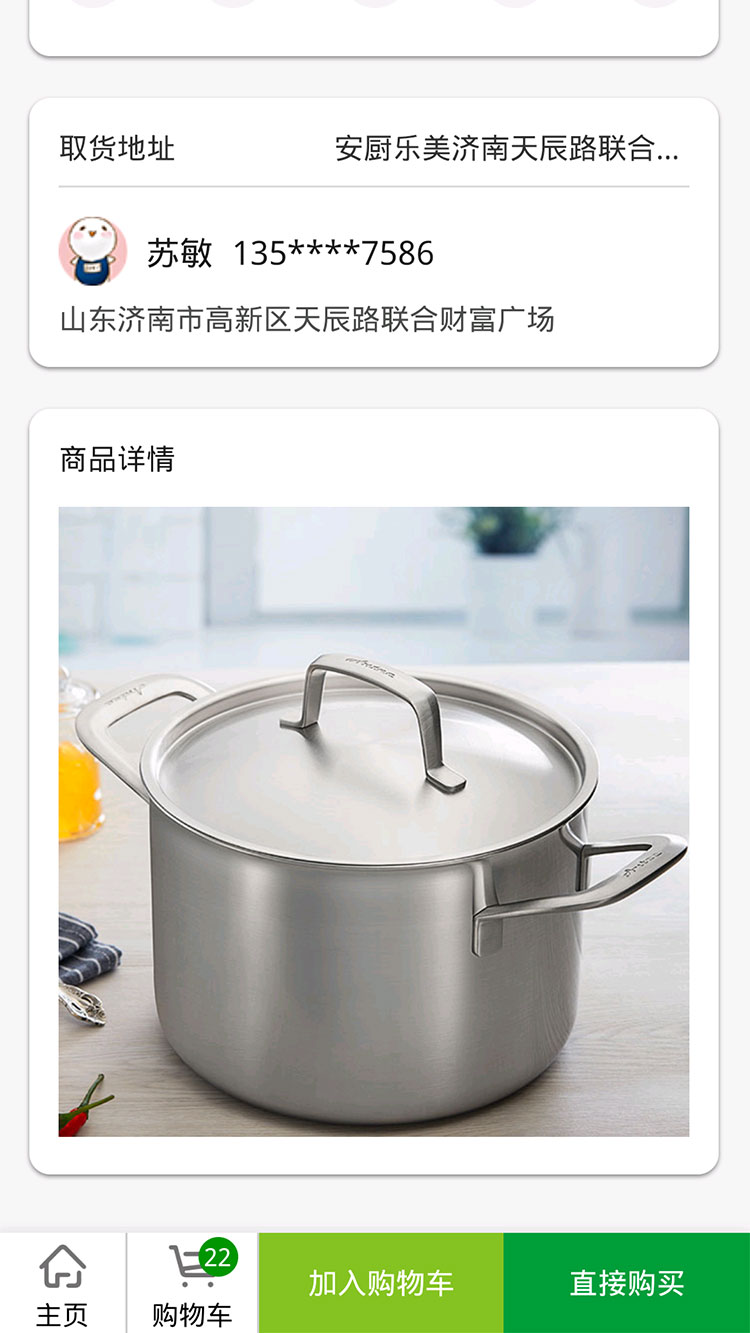 取货地址 安厨乐美济南天辰路联合...
苏敏 135****7586
山东济南市高新区天辰路联合财富广场
商品详情
22
主页 购物车 加入购物车 直接购买